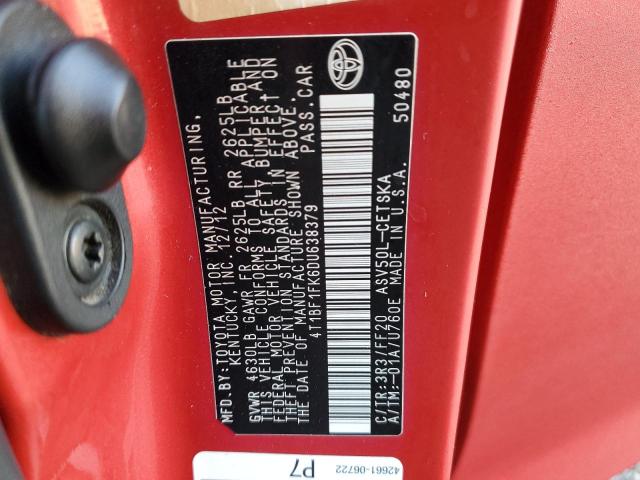 MFD.BY:TOYOTA MOTOR MANUFACTURING,
KENTUCKY, INC. 12/12
GVWR 4630LB GAWR FR 2625LB RR 2625LB
THIS VEHICLE CONFORMS TO ALL APPLICABLE
FEDERAL MOTOR VEHICLE SAFETY, BUMPER AND
THEFT PREVENTION STANDARDS IN EFFECT ON
THE DATE OF MANUFACTURE SHOWN ABOVE.
4T1BF1FK6DU638379 PASS.CAR
C/TR:3R3/FF20 ASV50L-CETSKA
A/TM:-01A/U760E MADE IN U.S.A.
50480
P7
42661-06722